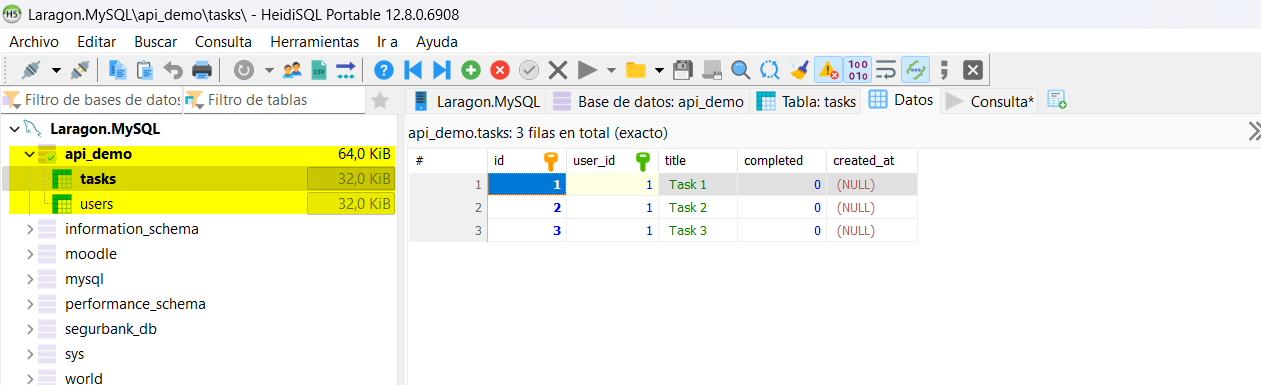 Laragon.MySQL\api_demo\tasks\ - HeidiSQL Portable 12.8.0.6908
Archivo Editar Buscar Consulta Herramientas Ir a Ayuda
Filtro de bases de datos Filtro de tablas
Laragon.MySQL Base de datos: api_demo Tabla: tasks Datos Consulta*
Laragon.MySQL
api_demo 64,0 KiB
tasks 32,0 KiB
users 32,0 KiB
information_schema
moodle
mysql
performance_schema
segurbank_db
sys
world
api_demo.tasks: 3 filas en total (exacto)
# id user_id title completed created_at
1 1 1 Task 1 0 (NULL)
2 2 1 Task 2 0 (NULL)
3 3 1 Task 3 0 (NULL)